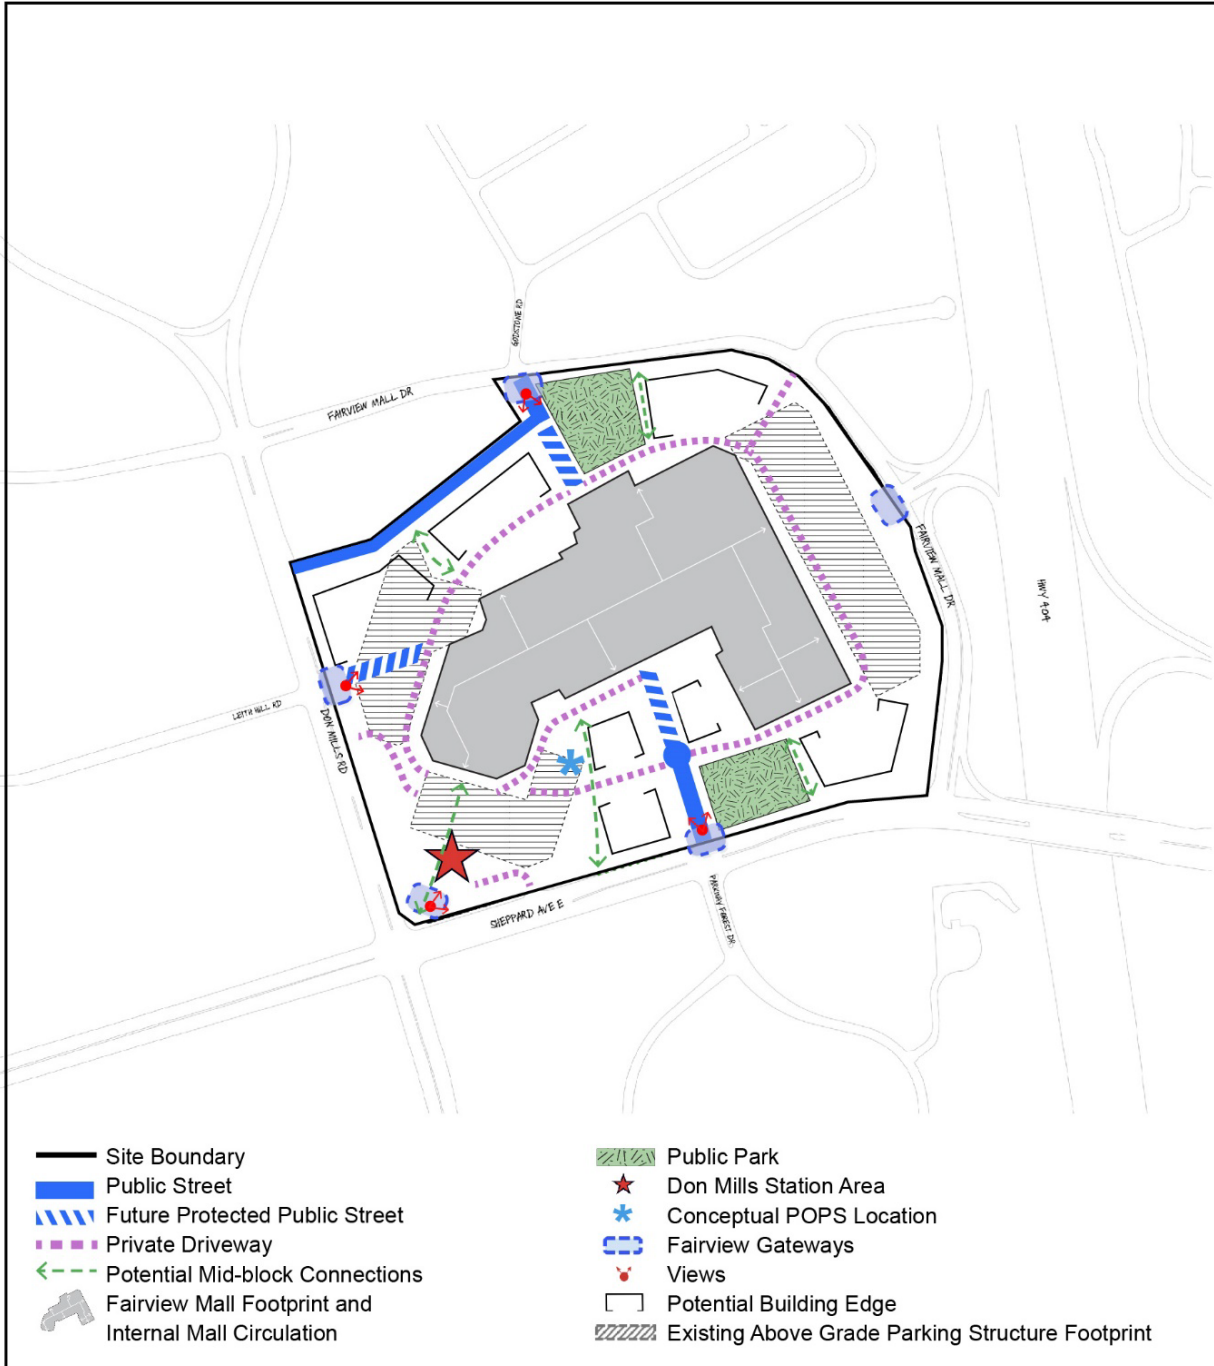 GODSTONE RD
FAIRVIEW MALL DR
FAIRVIEW MALL DR
HWY 404
LEITH HILL RD
DON MILLS RD
SHEPPARD AVE E
PARKWAY FOREST DR
Site Boundary
Public Street
Future Protected Public Street
Private Driveway
Potential Mid-block Connections
Fairview Mall Footprint and
Internal Mall Circulation
Public Park
Don Mills Station Area
Conceptual POPS Location
Fairview Gateways
Views
Potential Building Edge
Existing Above Grade Parking Structure Footprint